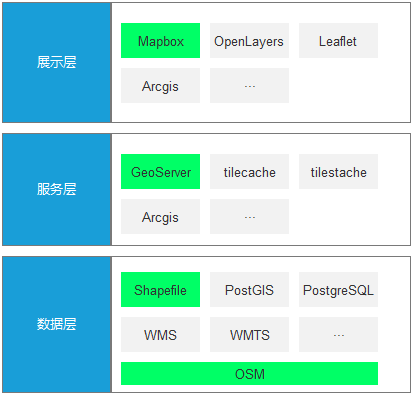 展示层
Mapbox OpenLayers Leaflet
Arcgis ...
服务层
GeoServer tilecache tilestache
Arcgis ...
数据层
Shapefile PostGIS PostgreSQL
WMS WMTS ...
OSM